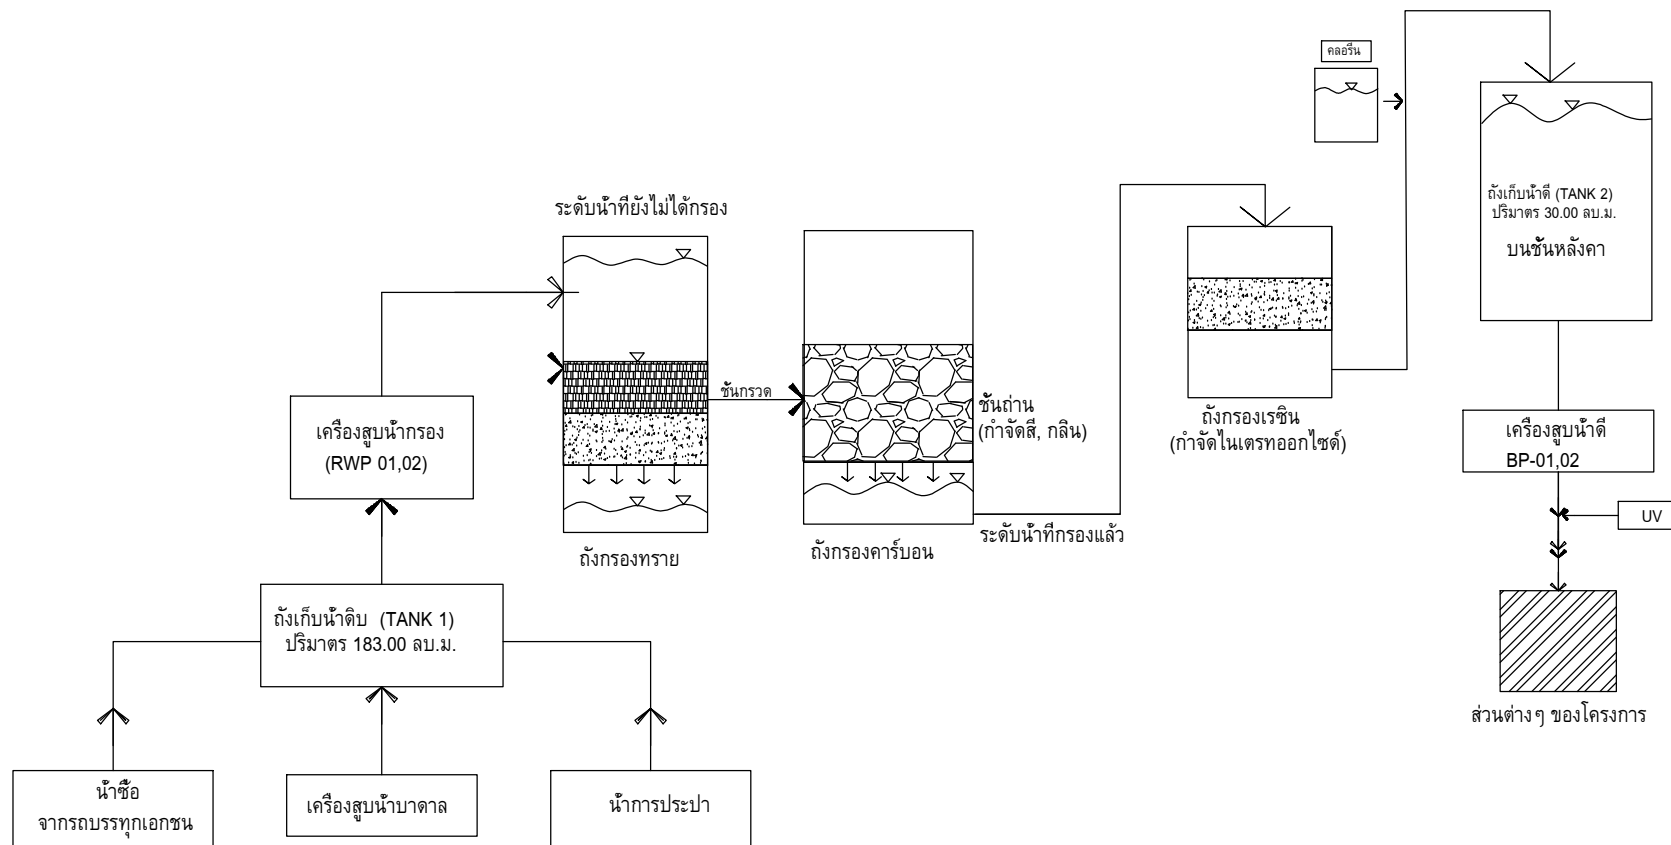 คลอรีน
ถังเก็บน้ำดี (TANK 2)
ปริมาตร 30.00 ลบ.ม.
บนชั้นหลังคา
ระดับน้ำที่ยังไม่ได้กรอง
ชั้นกรวด
ชั้นถ่าน
(กำจัดสี, กลิ่น)
ถังกรองเรซิน
(กำจัดไนเตรทออกไซด์)
เครื่องสูบน้ำกรอง
(RWP 01,02)
เครื่องสูบน้ำดี
BP-01,02
UV
ระดับน้ำที่กรองแล้ว
ถังกรองทราย
ถังกรองคาร์บอน
ถังเก็บน้ำดิบ (TANK 1)
ปริมาตร 183.00 ลบ.ม.
ส่วนต่างๆ ของโครงการ
น้ำซื้อ
จากรถบรรทุกเอกชน
เครื่องสูบน้ำบาดาล
น้ำการประปา